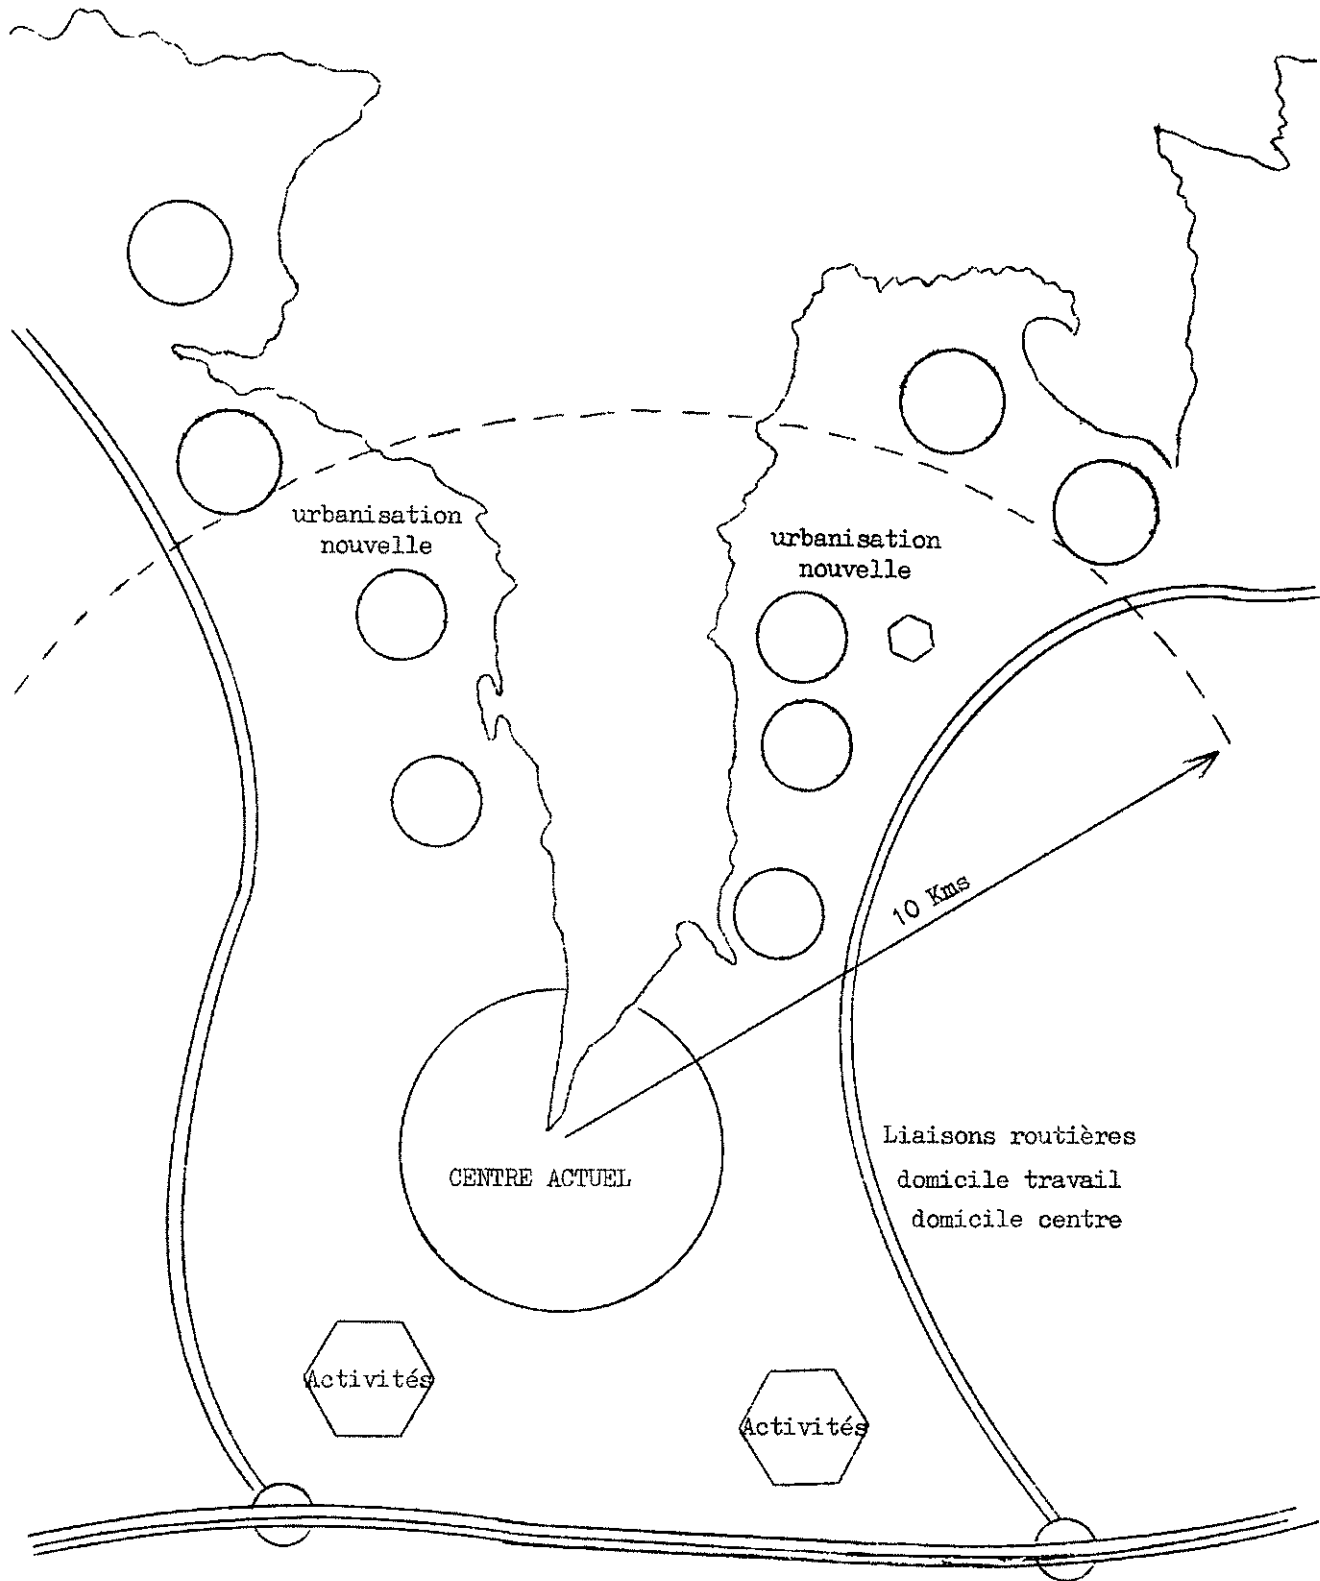 urbanisation
nouvelle
urbanisation
nouvelle
10 Kms
Liaisons routières
domicile travail
domicile centre
CENTRE ACTUEL
Activités
Activités